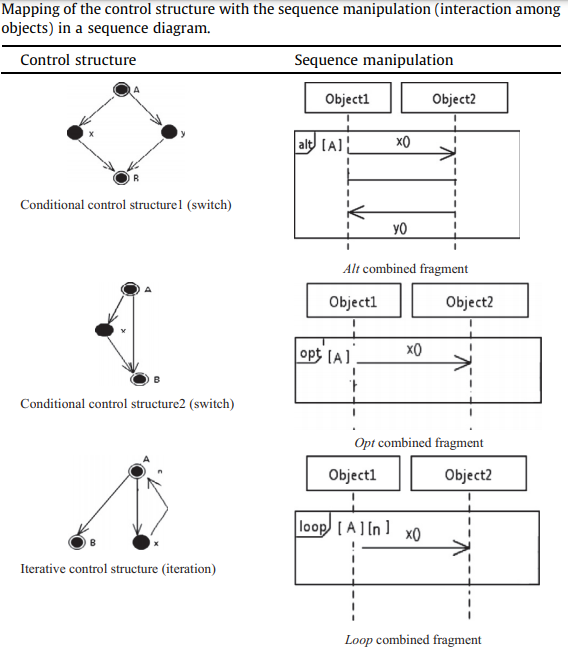 Mapping of the control structure with the sequence manipulation (interaction among
objects) in a sequence diagram.
Control structure
Sequence manipulation
A
x
y
R
Conditional control structure1 (switch)
Object1
Object2
alt [A]
x()
y()
Alt combined fragment
A
x
B
Conditional control structure2 (switch)
Object1
Object2
opt [A]
x()
Opt combined fragment
A
n
B
x
Iterative control structure (iteration)
Object1
Object2
loop [A][n]
x()
Loop combined fragment